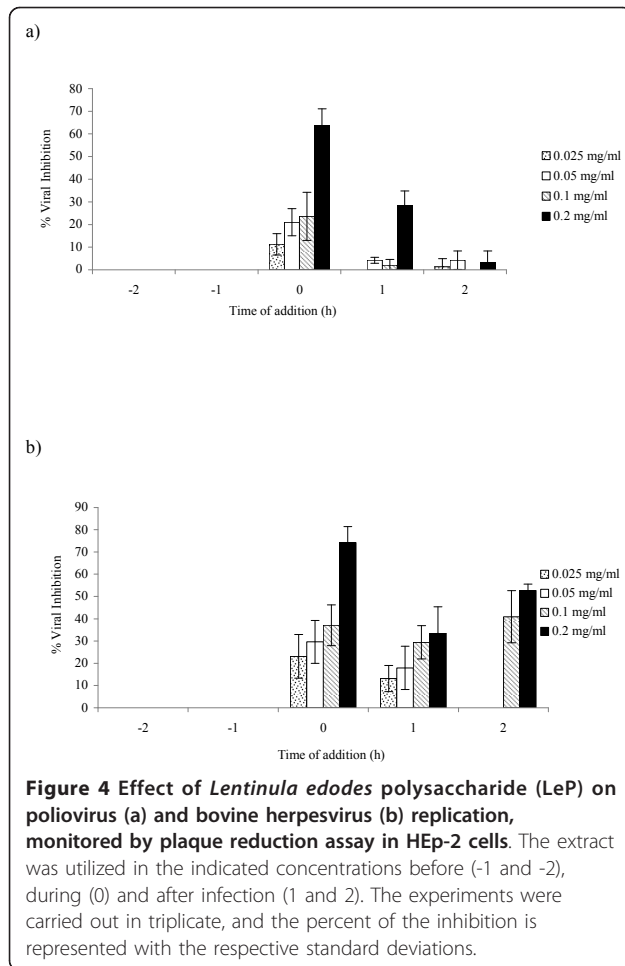 a)
80
70
60
50
40
30
20
10
0
% Viral Inhibition
-2 -1 0 1 2
Time of addition (h)
0.025 mg/ml
0.05 mg/ml
0.1 mg/ml
0.2 mg/ml
b)
90
80
70
60
50
40
30
20
10
0
% Viral Inhibition
-2 -1 0 1 2
Time of addition (h)
0.025 mg/ml
0.05 mg/ml
0.1 mg/ml
0.2 mg/ml
Figure 4 Effect of Lentinula edodes polysaccharide (LeP) on
poliovirus (a) and bovine herpesvirus (b) replication,
monitored by plaque reduction assay in HEp-2 cells. The extract
was utilized in the indicated concentrations before (-1 and -2),
during (0) and after infection (1 and 2). The experiments were
carried out in triplicate, and the percent of the inhibition is
represented with the respective standard deviations.